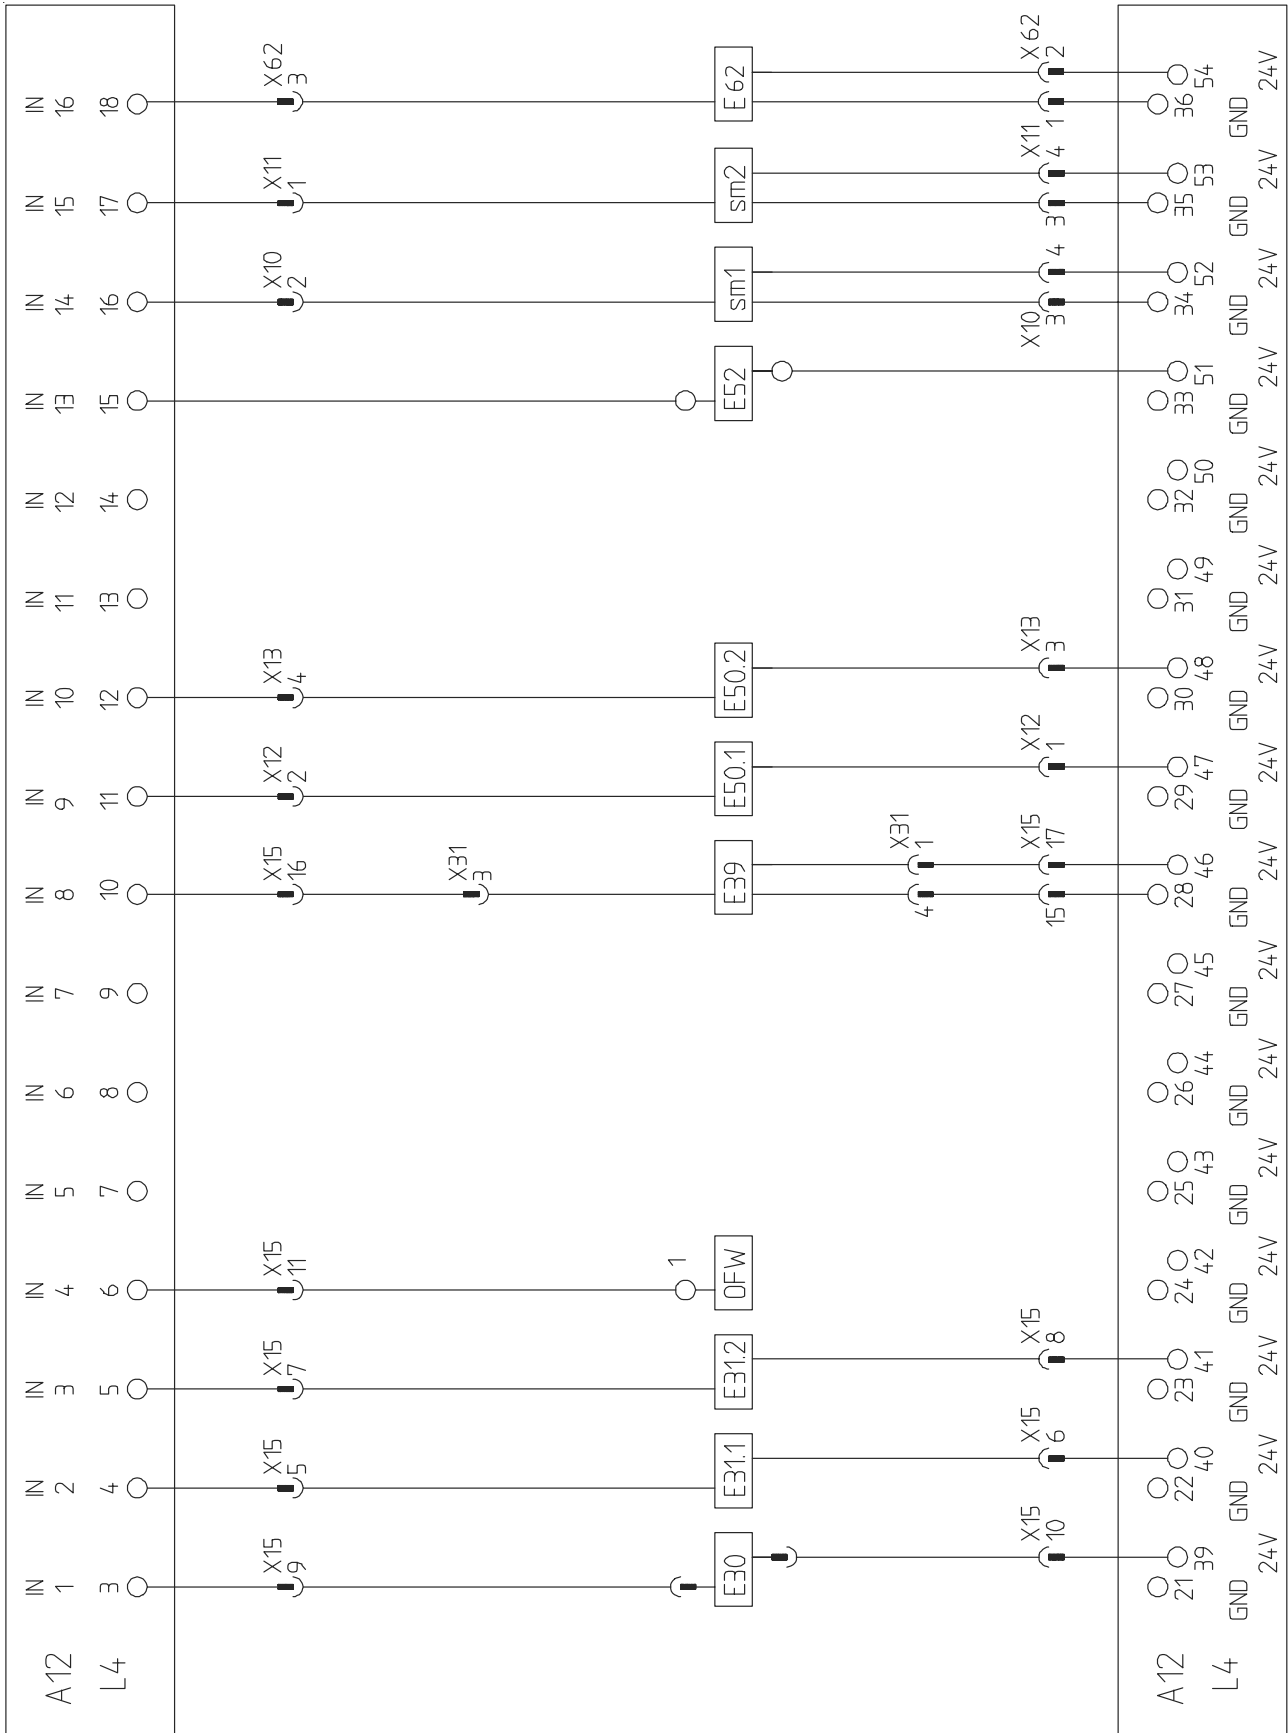 IN IN IN IN IN IN IN IN IN IN IN IN IN IN IN IN
A12 1 2 3 4 5 6 7 8 9 10 11 12 13 14 15 16
L4 3 4 5 6 7 8 9 10 11 12 13 14 15 16 17 18
X15 X15 X15 X15 X15 X12 X13 X10 X11 X62
9 5 7 11 16 2 4 2 1 3
X31
3
1
E30 E31.1 E31.2 OFW E39 E50.1 E50.2 E52 sm1 sm2 E62
X31
4 1
X15 X15 X15 X15 X12 X13 X10 X11 X62
10 6 8 15 17 1 3 3 4 3 4 1 2
A12 21 22 23 24 25 26 27 28 29 30 31 32 33 34 35 36
39 40 41 42 43 44 45 46 47 48 49 50 51 52 53 54
L4 GND GND GND GND GND GND GND GND GND GND GND GND GND GND GND GND
24V 24V 24V 24V 24V 24V 24V 24V 24V 24V 24V 24V 24V 24V 24V 24V